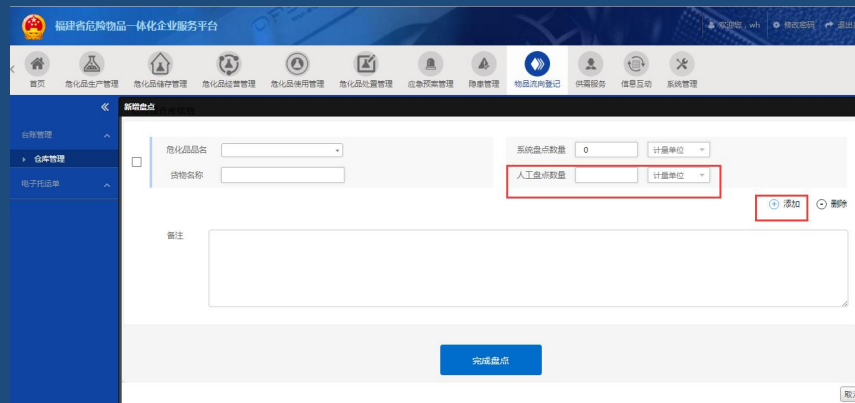 福建省危险物品一体化企业服务平台
欢迎您，wh 修改密码
首页 危化品生产管理 危化品储存管理 危化品经营管理 危化品使用管理 危化品处置管理 应急预案管理 隐患管理 物品流向登记 供需服务 信息互动 系统管理
新增盘点
台账管理
仓库管理
电子托运单
危化品品名 系统盘点数量 0 计量单位
货物名称 人工盘点数量 计量单位
添加 删除
备注
完成盘点